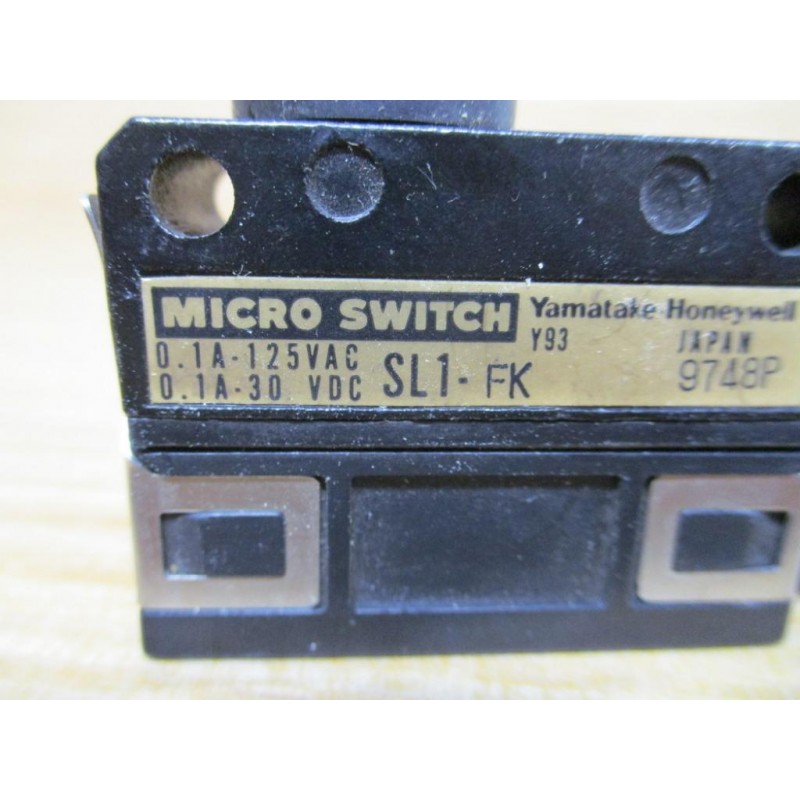 MICRO SWITCH
Yamatake-Honeywell
Y93 JAPAN
0.1A-125VAC
0.1A-30 VDC
SL1-FK
9748P